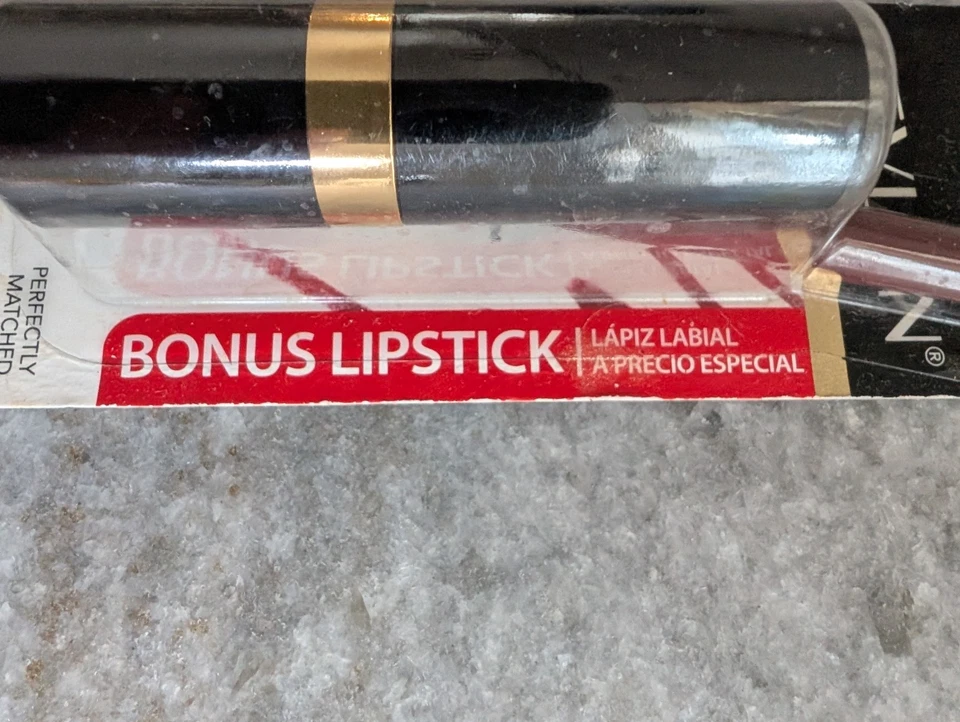 PERFECTLY
MATCHED
BONUS LIPSTICK
LÁPIZ LABIAL
A PRECIO ESPECIAL
N®